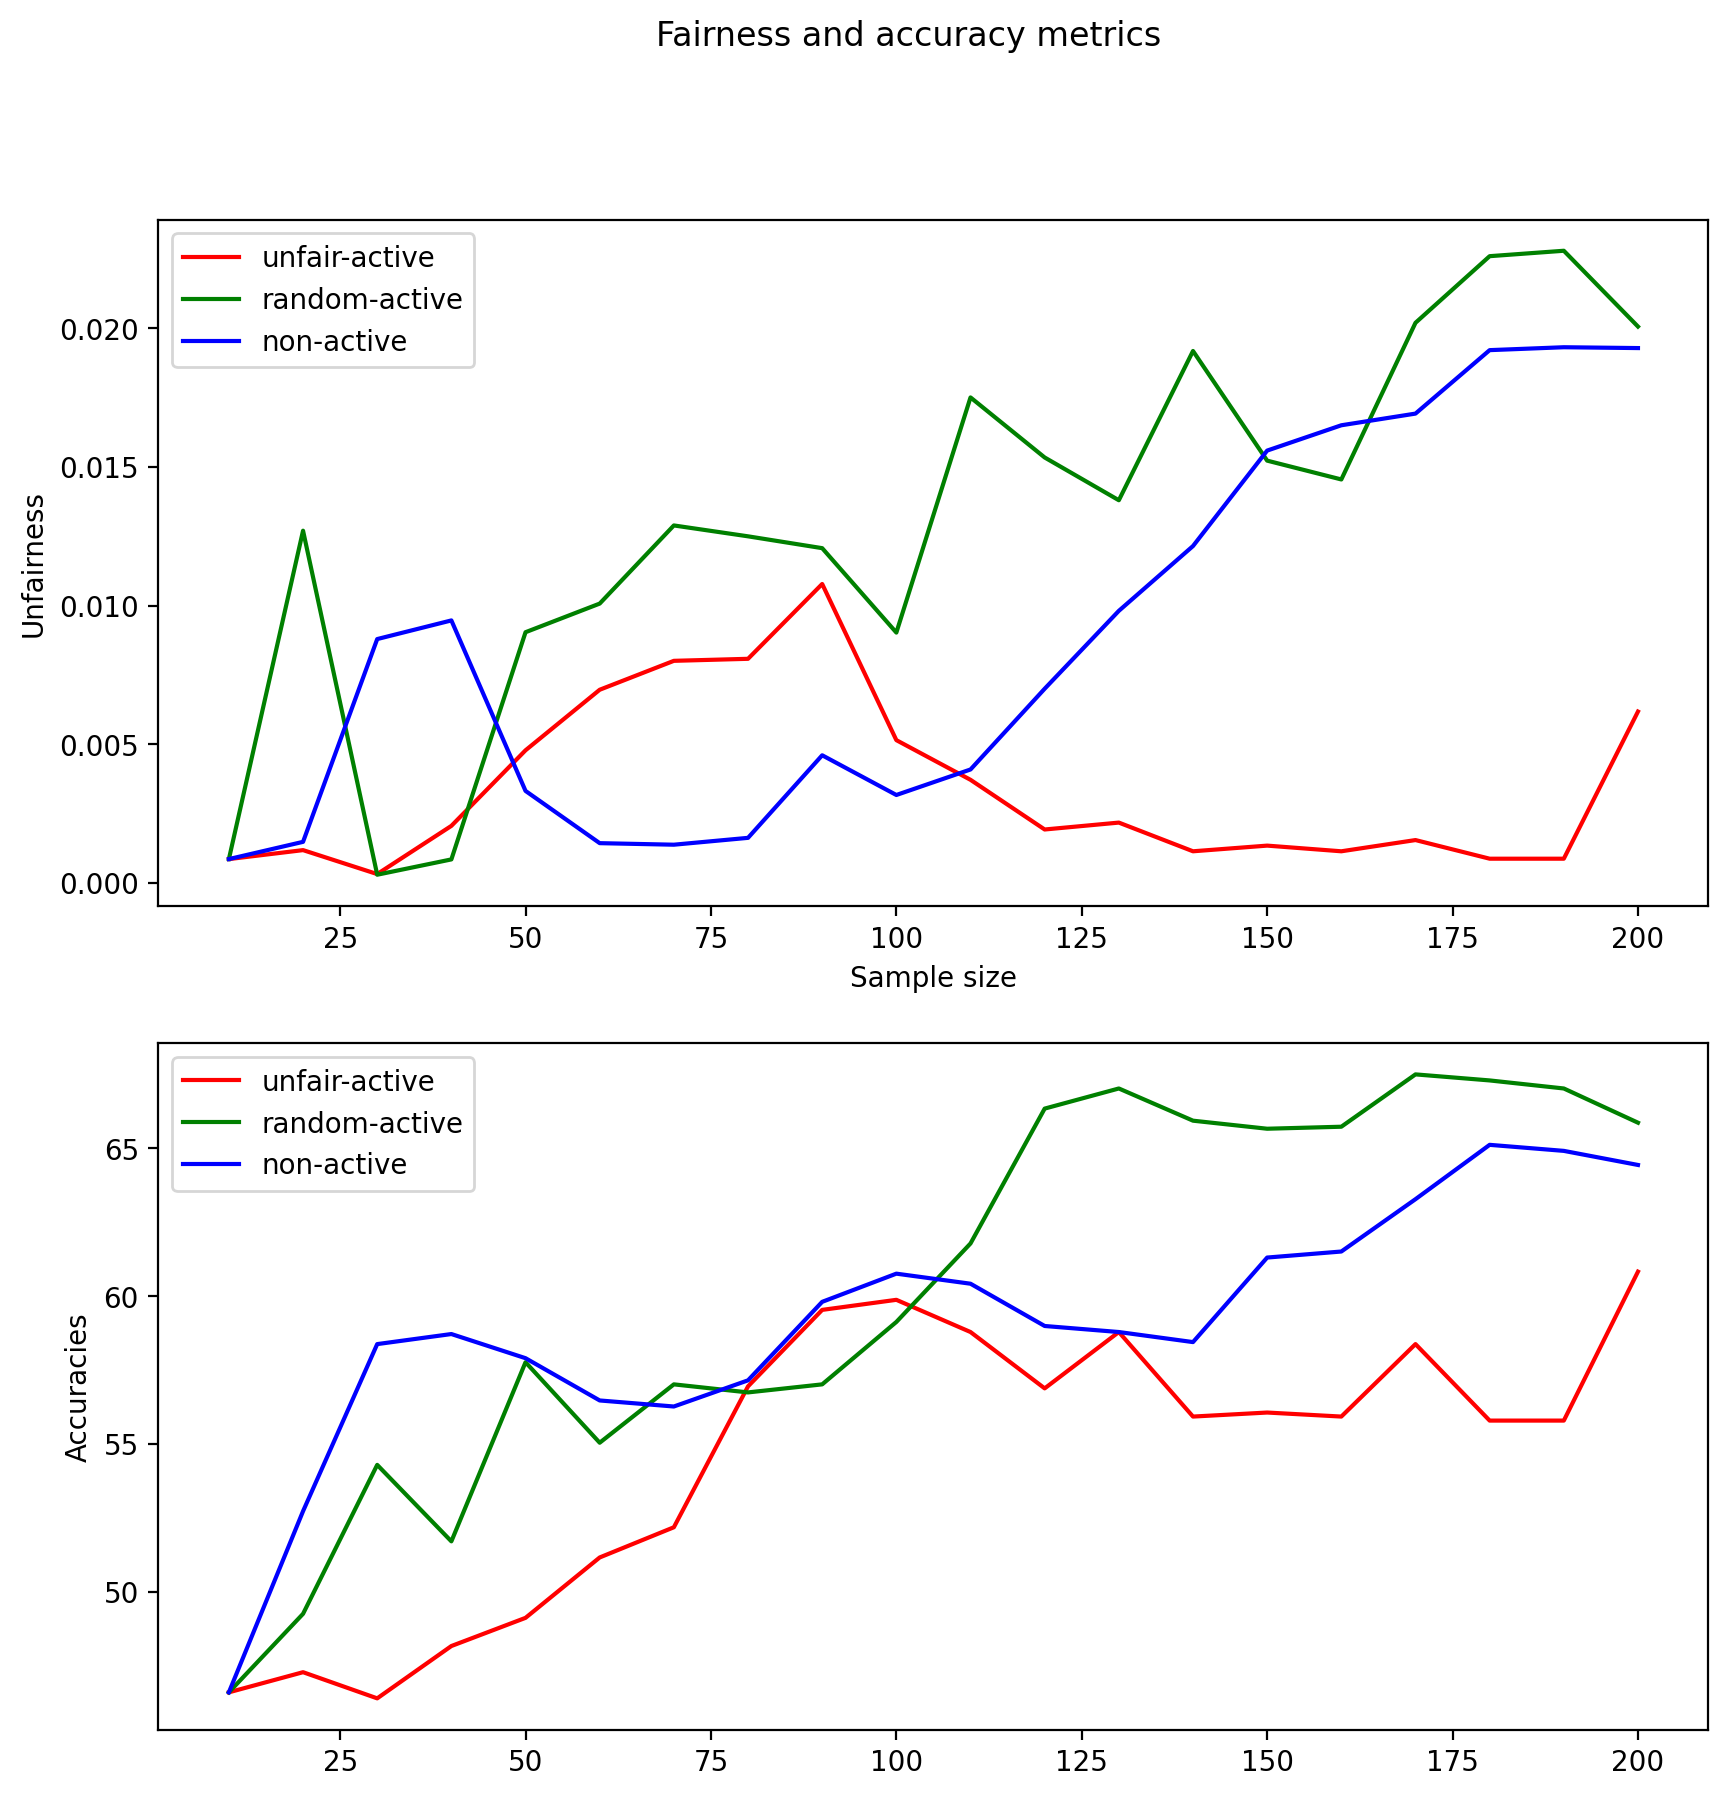 Fairness and accuracy metrics
unfair-active
random-active
non-active
0.020
0.015
0.010
0.005
0.000
Unfairness
25 50 75 100 125 150 175 200
Sample size
unfair-active
random-active
non-active
65
60
55
50
Accuracies
25 50 75 100 125 150 175 200